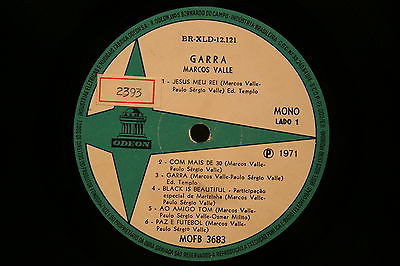 BR-XLD-12.121
GARRA
MARCOS VALLE
1 - JESUS MEU REI (Marcos Valle-
Paulo Sérgio Valle) Ed. Templo
2393
MONO
LADO 1
ODEON
P 1971
2 - COM MAIS DE 30 (Marcos Valle-
Paulo Sérgio Valle)
3 - GARRA (Marcos Valle-Paulo Sérgio Valle)
Ed. Templo
4 - BLACK IS BEAUTIFUL - Participação
especial de Marizinha (Marcos Valle-
Paulo Sérgio Valle)
5 - AO AMIGO TOM (Marcos Valle-
Paulo Sérgio Valle-Osmar Milito)
6 - PAZ E FUTEBOL (Marcos Valle-
Paulo Sérgio Valle)
MOFB 3683